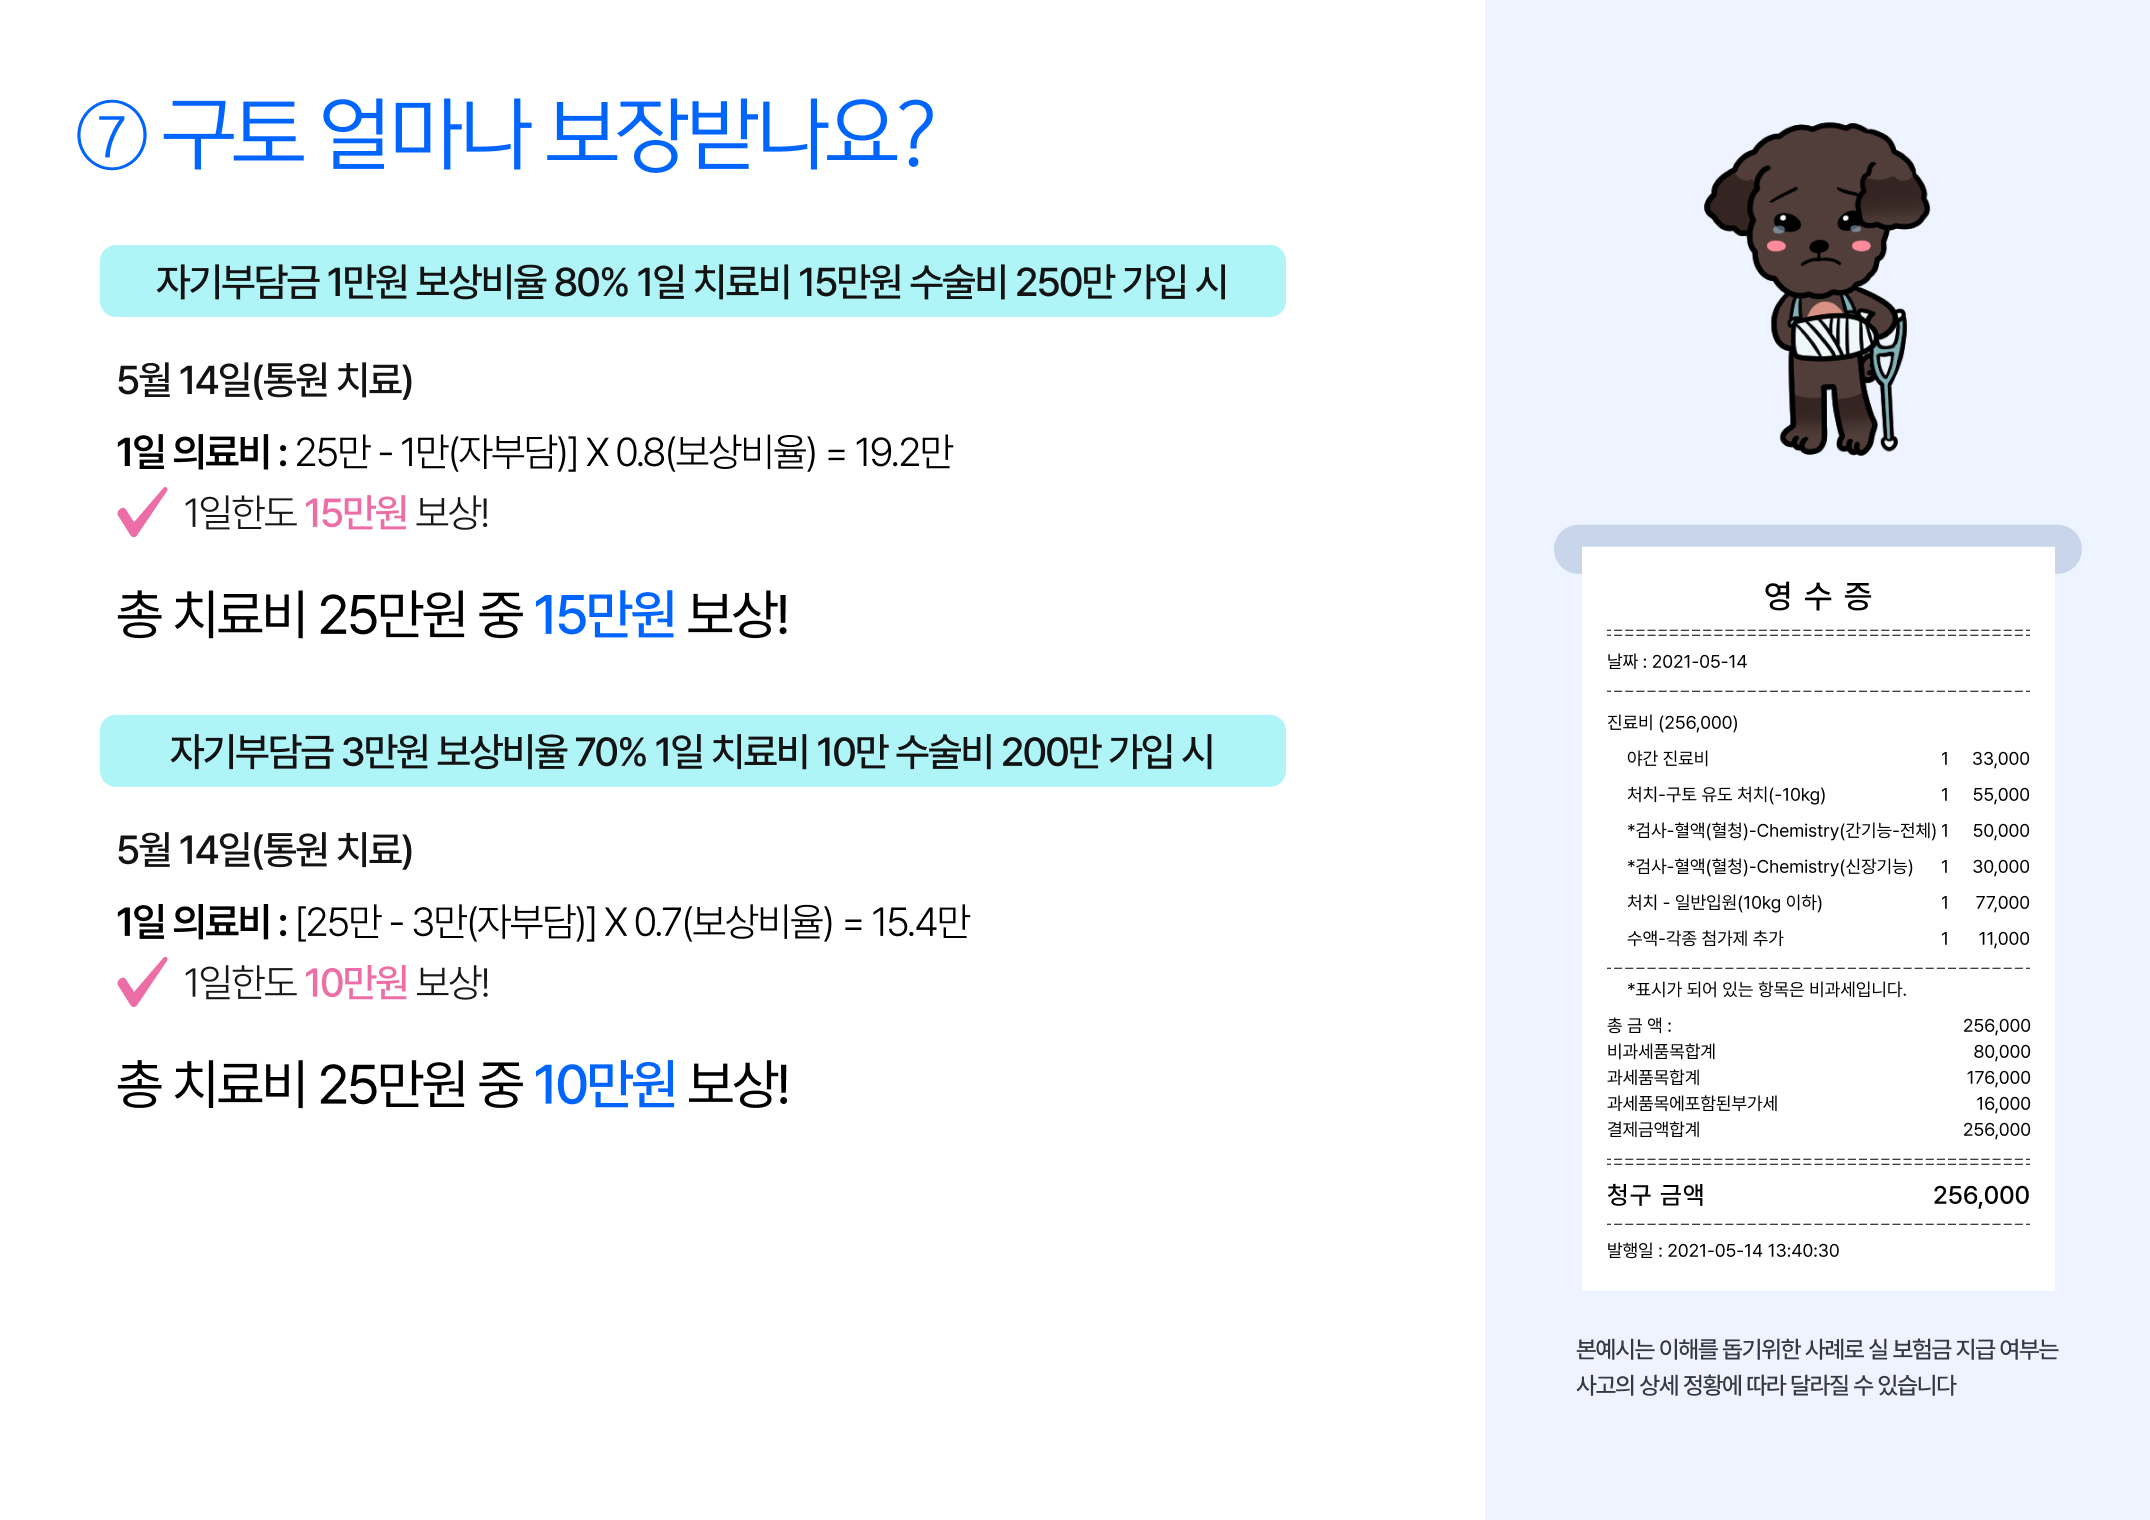 ⑦ 구토 얼마나 보장받나요?
자기부담금 1만원 보상비율 80% 1일 치료비 15만원 수술비 250만 가입 시
5월 14일(통원 치료)
1일 의료비 : 25만 - 1만(자부담)] X 0.8(보상비율) = 19.2만
1일한도 15만원 보상!
총 치료비 25만원 중 15만원 보상!
자기부담금 3만원 보상비율 70% 1일 치료비 10만 수술비 200만 가입 시
5월 14일(통원 치료)
1일 의료비 : [25만 - 3만(자부담)] X 0.7(보상비율) = 15.4만
1일한도 10만원 보상!
총 치료비 25만원 중 10만원 보상!
영 수 증
날짜 : 2021-05-14
진료비 (256,000)
야간 진료비 1 33,000
처치-구토 유도 처치(-10kg) 1 55,000
*검사-혈액(혈청)-Chemistry(간기능-전체) 1 50,000
*검사-혈액(혈청)-Chemistry(신장기능) 1 30,000
처치 - 일반입원(10kg 이하) 1 77,000
수액-각종 첨가제 추가 1 11,000
*표시가 되어 있는 항목은 비과세입니다.
총 금 액 : 256,000
비과세품목합계 80,000
과세품목합계 176,000
과세품목에포함된부가세 16,000
결제금액합계 256,000
청구 금액 256,000
발행일 : 2021-05-14 13:40:30
본예시는 이해를 돕기위한 사례로 실 보험금 지급 여부는
사고의 상세 정황에 따라 달라질 수 있습니다